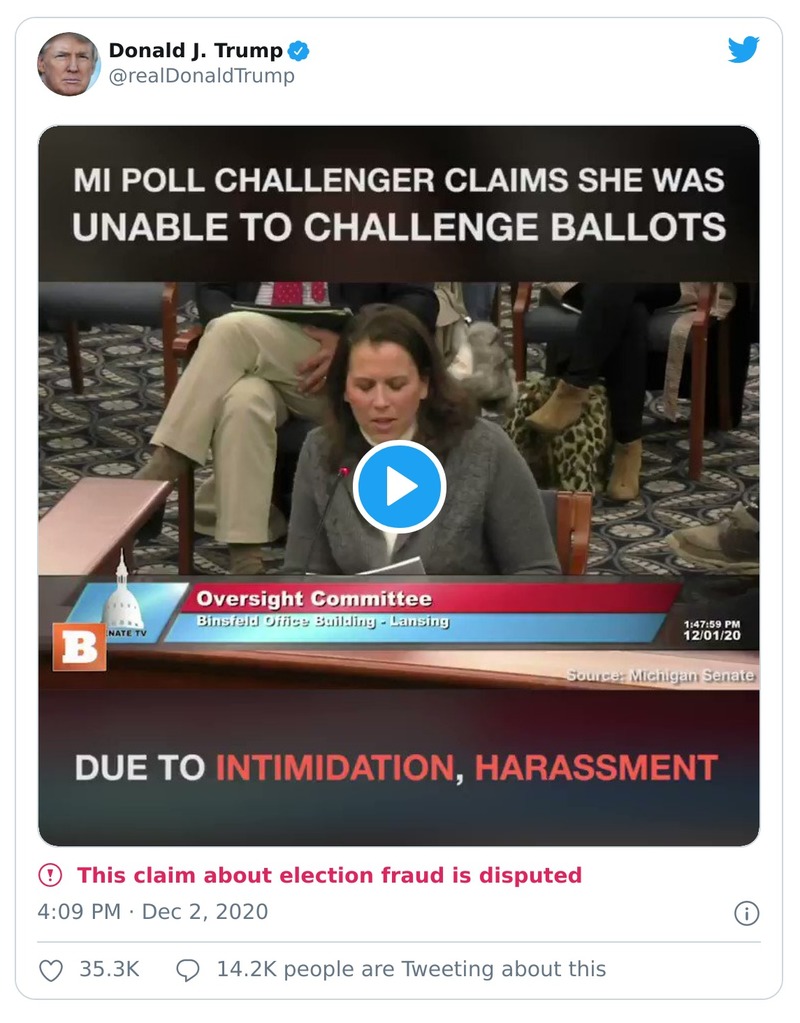 Donald J. Trump
@realDonaldTrump
MI POLL CHALLENGER CLAIMS SHE WAS
UNABLE TO CHALLENGE BALLOTS
Oversight Committee
Binsfeld Office Building - Lansing
NATE TV
B
1:47:59 PM
12/01/20
Source: Michigan Senate
DUE TO INTIMIDATION, HARASSMENT
This claim about election fraud is disputed
4:09 PM · Dec 2, 2020
35.3K 14.2K people are Tweeting about this